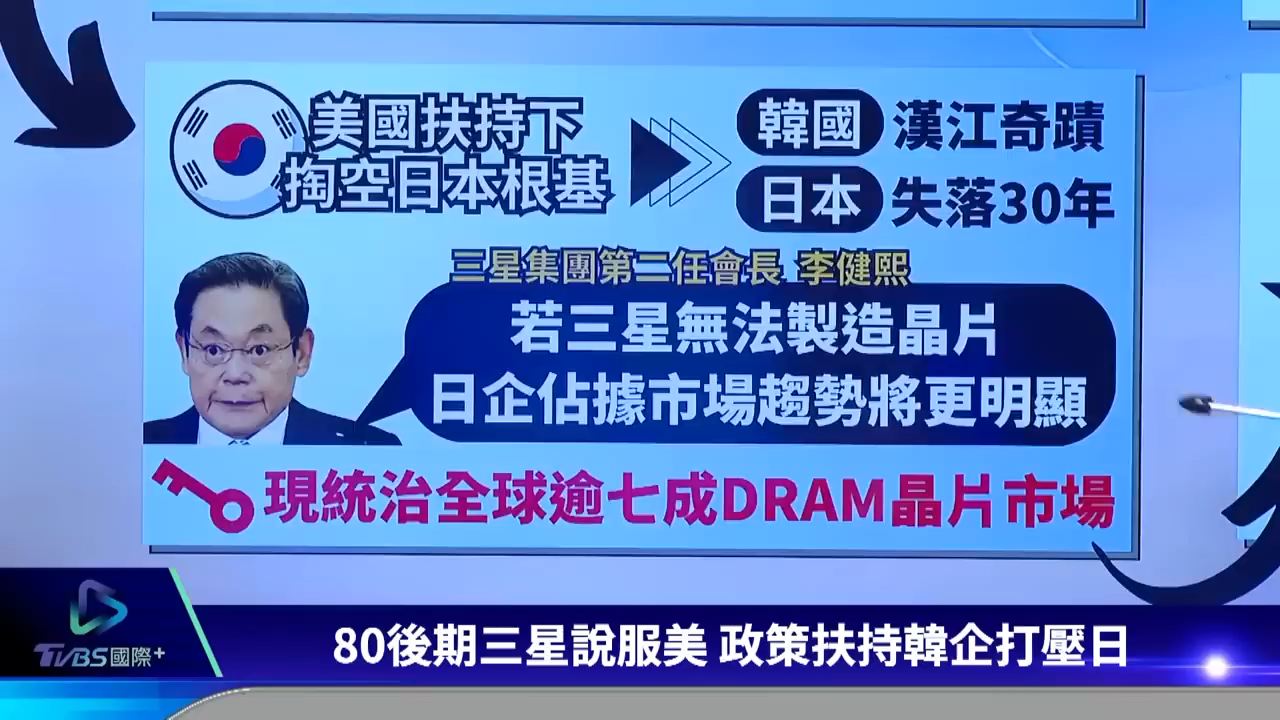 美國扶持下
掏空日本根基
韓國 漢江奇蹟
日本 失落30年
三星集團第二任會長 李健熙
若三星無法製造晶片
日企佔據市場趨勢將更明顯
現統治全球逾七成DRAM晶片市場
TVBS國際+
80後期三星說服美 政策扶持韓企打壓日